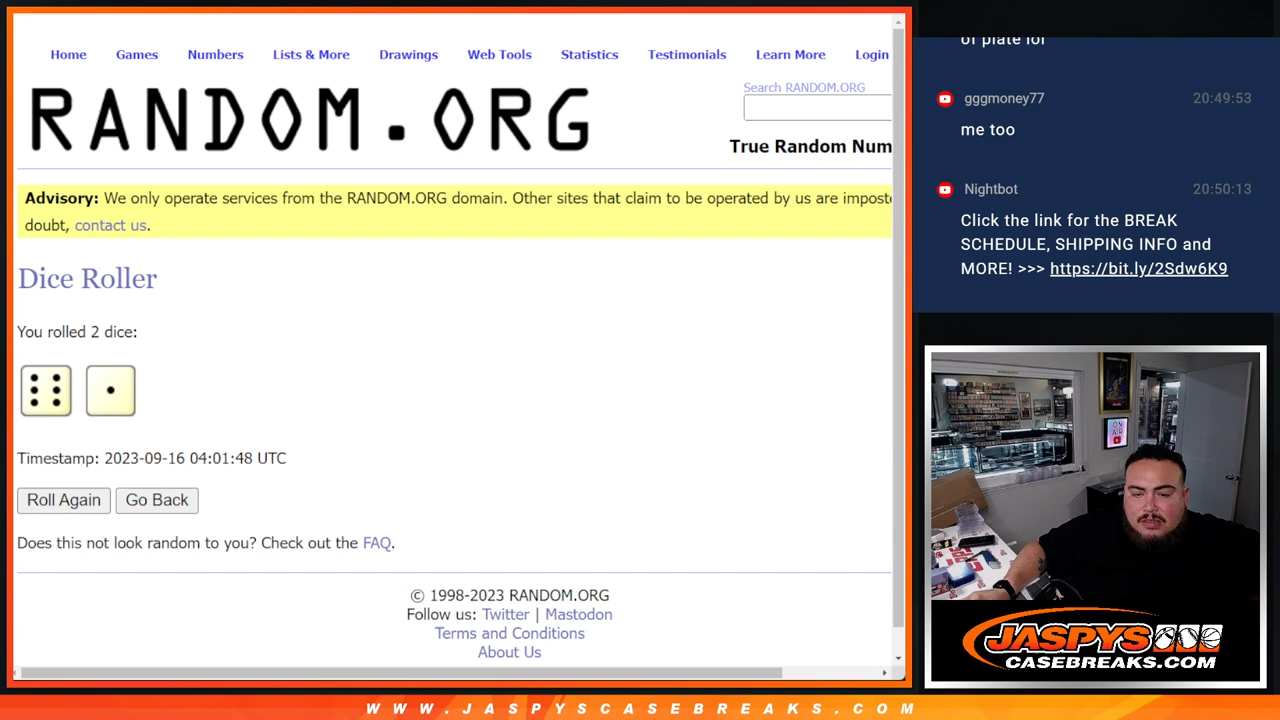 Home Games Numbers Lists & More Drawings Web Tools Statistics Testimonials Learn More Login
RANDOM.ORG
Search RANDOM.ORG
True Random Num
Advisory: We only operate services from the RANDOM.ORG domain. Other sites that claim to be operated by us are imposte
doubt, contact us.
Dice Roller
You rolled 2 dice:
Timestamp: 2023-09-16 04:01:48 UTC
Roll Again Go Back
Does this not look random to you? Check out the FAQ.
© 1998-2023 RANDOM.ORG
Follow us: Twitter | Mastodon
Terms and Conditions
About Us
of plate lol
gggmoney77 20:49:53
me too
Nightbot 20:50:13
Click the link for the BREAK
SCHEDULE, SHIPPING INFO and
MORE! >>> https://bit.ly/2Sdw6K9
ON
AIR
JASPYS
CASEBREAKS.COM
WWW.JASPYSCASEBREAKS.COM